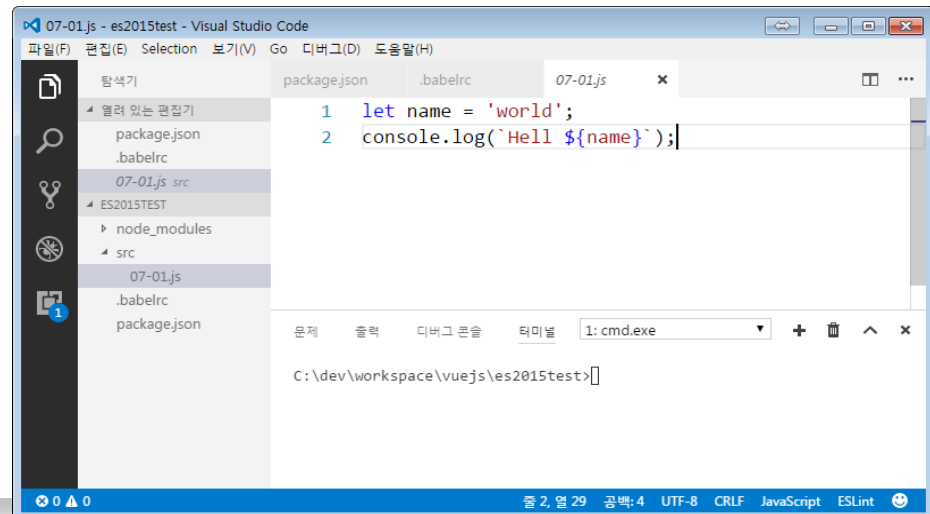 07-01.js - es2015test - Visual Studio Code
파일(F) 편집(E) Selection 보기(V) Go 디버그(D) 도움말(H)
탐색기
열려 있는 편집기
package.json
.babelrc
07-01.js src
ES2015TEST
node_modules
src
07-01.js
.babelrc
package.json
1
package.json .babelrc 07-01.js
1 let name = 'world';
2 console.log(`Hell ${name}`);
문제 출력 디버그 콘솔 터미널 1: cmd.exe
C:\dev\workspace\vuejs\es2015test>
0 0 줄 2, 열 29 공백: 4 UTF-8 CRLF JavaScript ESLint